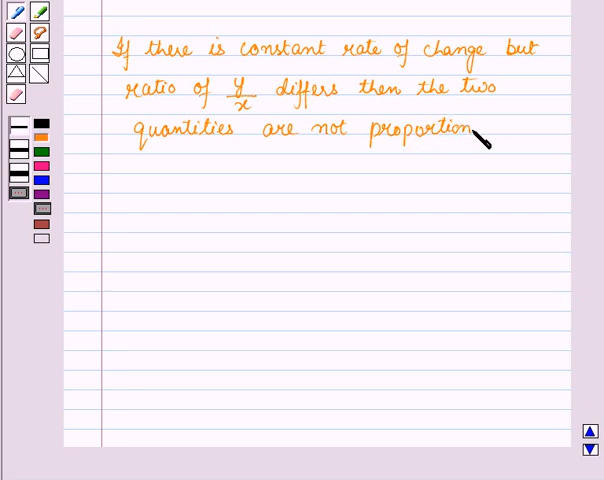 If there is constant rate of change but
ratio of y/x differs then the two
quantities are not proportion